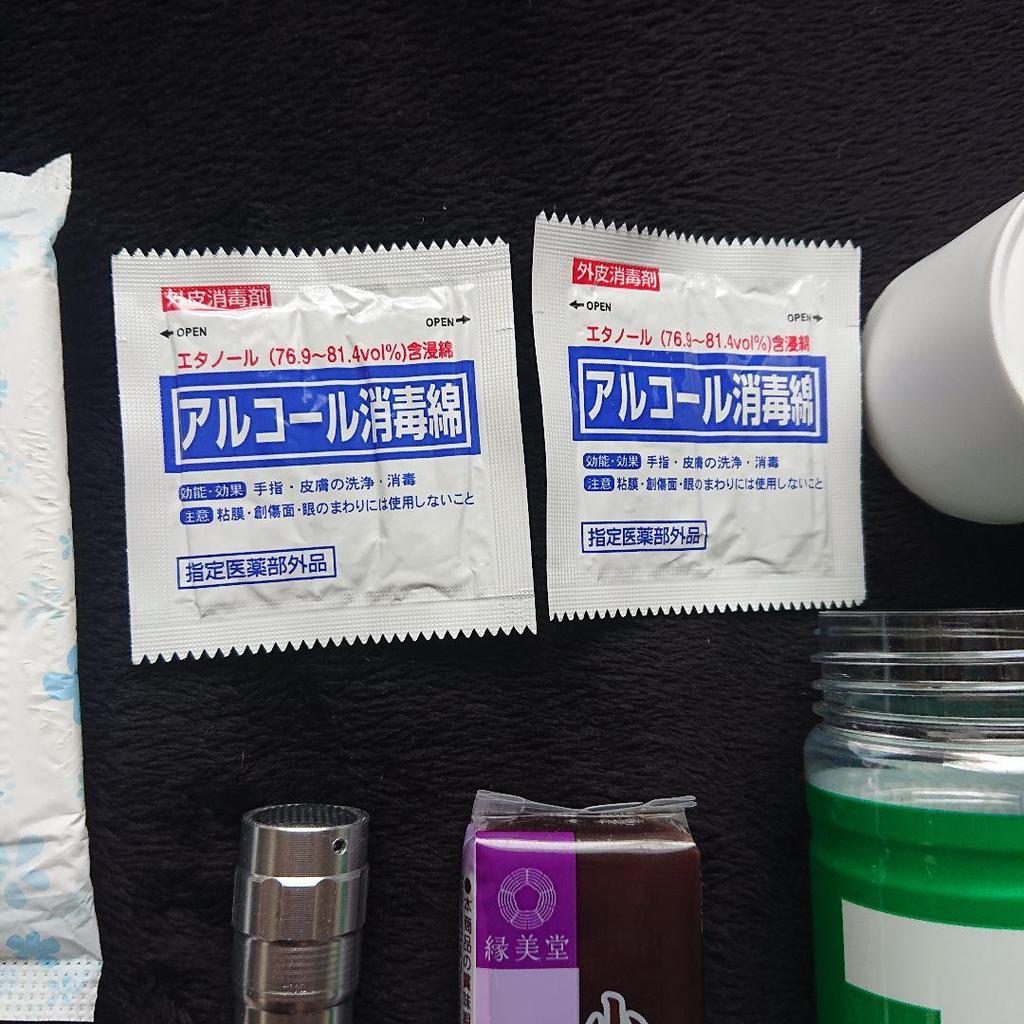 外皮消毒剤
OPEN
OPEN
エタノール (76.9〜81.4vol%)含浸綿
アルコール消毒綿
効能・効果 手指・皮膚の洗浄・消毒
注意 粘膜・創傷面・眼のまわりには使用しないこと
指定医薬部外品
外皮消毒剤
OPEN
OPEN
エタノール (76.9〜81.4vol%)含浸綿
アルコール消毒綿
効能・効果 手指・皮膚の洗浄・消毒
注意 粘膜・創傷面・眼のまわりには使用しないこと
指定医薬部外品
縁美堂
●本商品の賞味